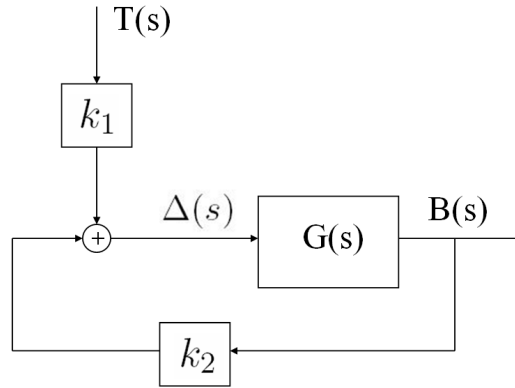 T(s)
k₁
+
Δ(s)
G(s)
B(s)
k₂